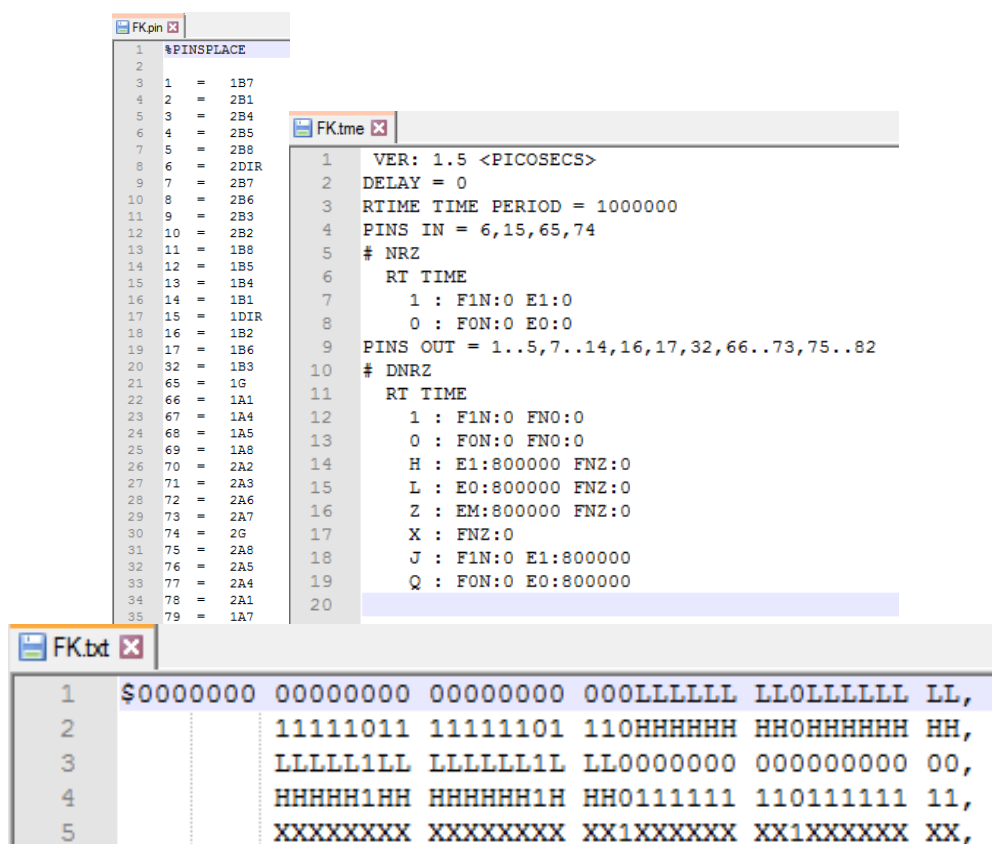 FK.pin
1 %PINSPLACE
2
3 1 = 1B7
4 2 = 2B1
5 3 = 2B4
6 4 = 2B5
7 5 = 2B8
8 6 = 2DIR
9 7 = 2B7
10 8 = 2B6
11 9 = 2B3
12 10 = 2B2
13 11 = 1B8
14 12 = 1B5
15 13 = 1B4
16 14 = 1B1
17 15 = 1DIR
18 16 = 1B2
19 17 = 1B6
20 32 = 1B3
21 65 = 1G
22 66 = 1A1
23 67 = 1A4
24 68 = 1A5
25 69 = 1A8
26 70 = 2A2
27 71 = 2A3
28 72 = 2A6
29 73 = 2A7
30 74 = 2G
31 75 = 2A8
32 76 = 2A5
33 77 = 2A4
34 78 = 2A1
35 79 = 1A7
FK.tme
1 VER: 1.5 <PICOSECS>
2 DELAY = 0
3 RTIME TIME PERIOD = 1000000
4 PINS IN = 6,15,65,74
5 # NRZ
6 RT TIME
7 1 : F1N:0 E1:0
8 0 : F0N:0 E0:0
9 PINS OUT = 1..5,7..14,16,17,32,66..73,75..82
10 # DNRZ
11 RT TIME
12 1 : F1N:0 FN0:0
13 0 : F0N:0 FN0:0
14 H : E1:800000 FNZ:0
15 L : E0:800000 FNZ:0
16 Z : EM:800000 FNZ:0
17 X : FNZ:0
18 J : F1N:0 E1:800000
19 Q : F0N:0 E0:800000
20
FK.txt
1 $0000000 00000000 00000000 000LLLLLL LL0LLLLLL LL,
2 11111011 11111101 110HHHHHH HH0HHHHHH HH,
3 LLLLL1LL LLLLLL1L LL0000000 000000000 00,
4 HHHHH1HH HHHHHH1H HH0111111 110111111 11,
5 XXXXXXXX XXXXXXXX XX1XXXXXX XX1XXXXXX XX,